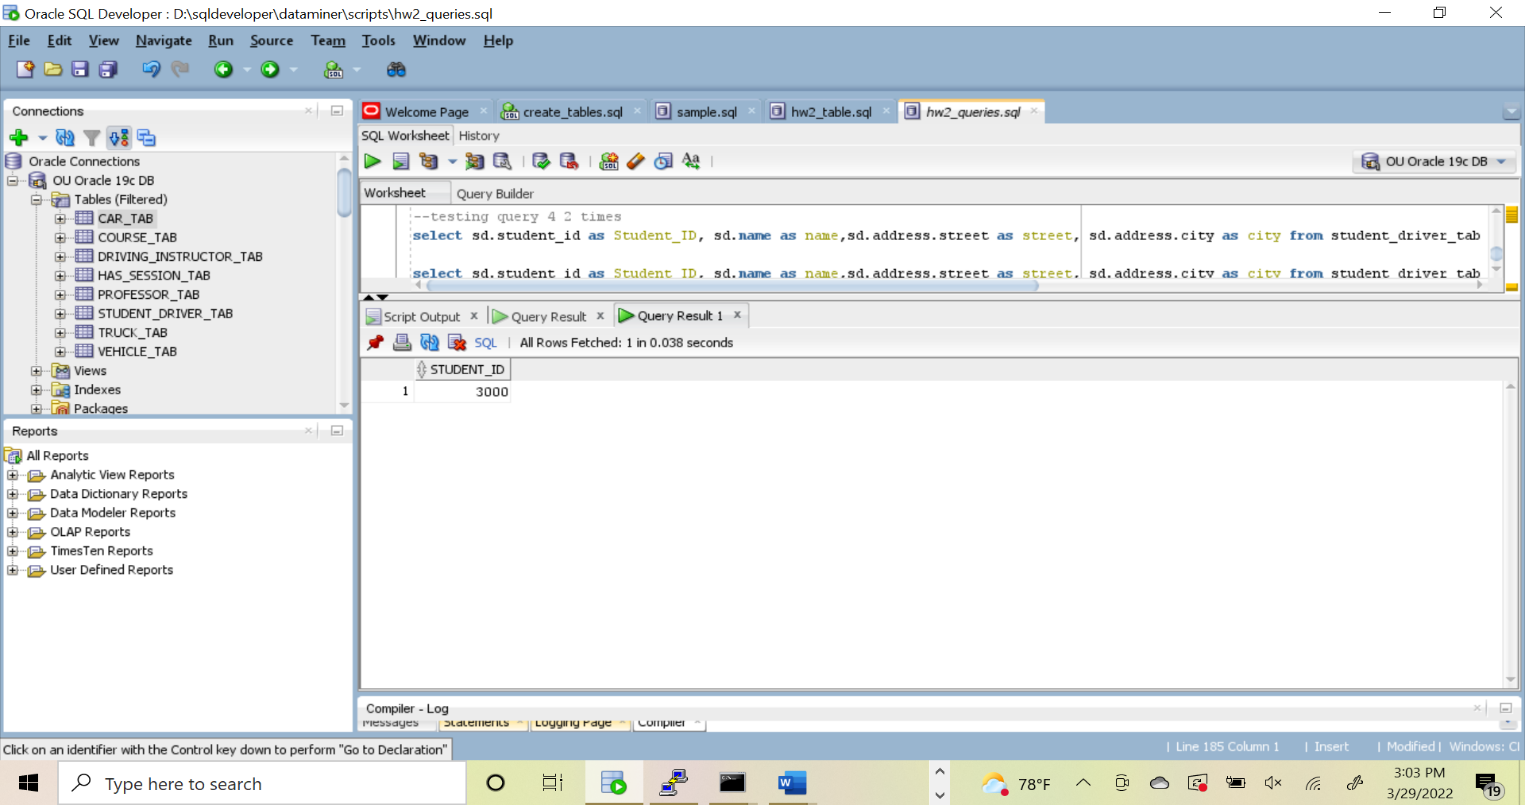 Oracle SQL Developer : D:\sqldeveloper\dataminer\scripts\hw2_queries.sql
File Edit View Navigate Run Source Team Tools Window Help
Connections
Oracle Connections
OU Oracle 19c DB
Tables (Filtered)
CAR_TAB
COURSE_TAB
DRIVING_INSTRUCTOR_TAB
HAS_SESSION_TAB
PROFESSOR_TAB
STUDENT_DRIVER_TAB
TRUCK_TAB
VEHICLE_TAB
Views
Indexes
Packages
Reports
All Reports
Analytic View Reports
Data Dictionary Reports
Data Modeler Reports
OLAP Reports
TimesTen Reports
User Defined Reports
Welcome Page create_tables.sql sample.sql hw2_table.sql hw2_queries.sql
SQL Worksheet History
OU Oracle 19c DB
Worksheet Query Builder
--testing query 4 2 times
select sd.student_id as Student_ID, sd.name as name,sd.address.street as street, sd.address.city as city from student_driver_tab
select sd.student_id as Student_ID, sd.name as name,sd.address.street as street, sd.address.city as city from student_driver_tab
Script Output Query Result Query Result 1
SQL All Rows Fetched: 1 in 0.038 seconds
STUDENT_ID
1 3000
Compiler - Log
Messages Statements Logging Page Compiler
Click on an identifier with the Control key down to perform "Go to Declaration"
Line 185 Column 1 Insert Modified Windows: Cl
Type here to search
78°F
3:03 PM
3/29/2022
19